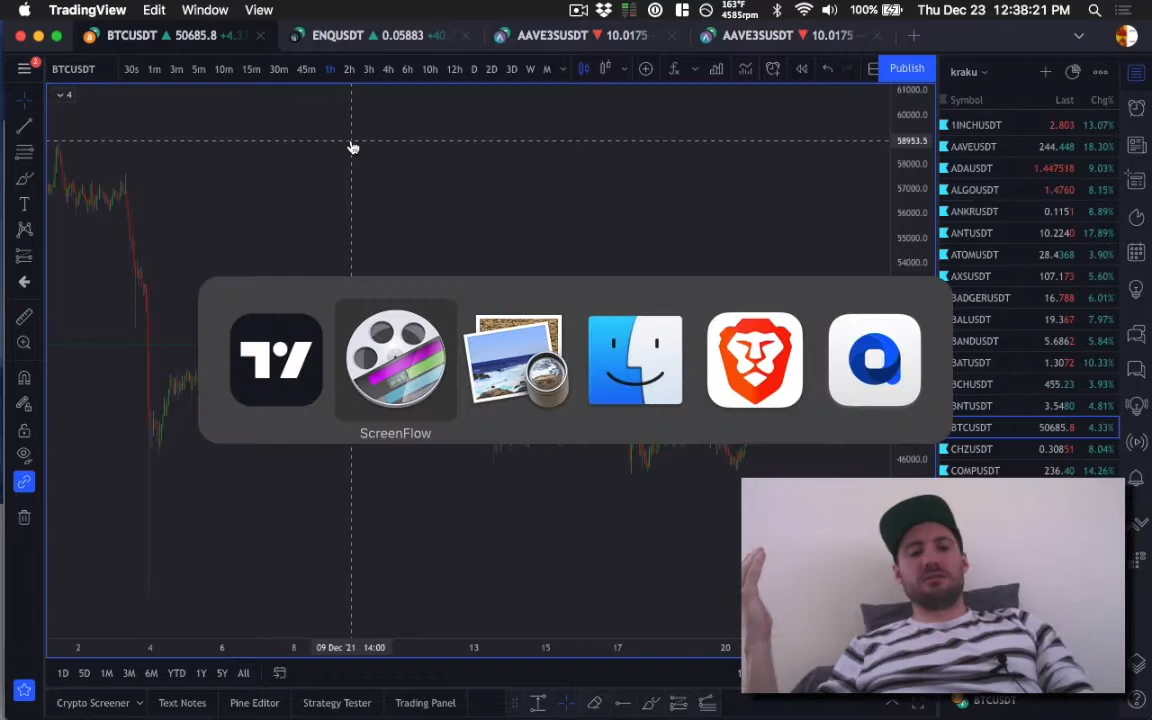 TradingView Edit Window View 163°F 4585rpm 100% Thu Dec 23 12:38:21 PM
BTCUSDT 50685.8 +4.33 ENQUSDT 0.05883 +40. AAVE3SUSDT 10.0175 AAVE3SUSDT 10.0175
2 BTCUSDT 30s 1m 3m 5m 10m 15m 30m 45m 1h 2h 3h 4h 6h 10h 12h D 2D 3D W M Publish kraku
Symbol Last Chg%
4
61000.0
60000.0
58953.5
58000.0
57000.0
56000.0
55000.0
54000.0
46000.0
1INCHUSDT 2.803 13.07%
AAVEUSDT 244.448 18.30%
ADAUSDT 1.447518 9.03%
ALGOUSDT 1.4760 8.15%
ANKRUSDT 0.1151 8.89%
ANTUSDT 10.2240 17.89%
ATOMUSDT 28.4368 3.90%
AXSUSDT 107.173 5.60%
BADGERUSDT 16.788 6.01%
BALUSDT 19.367 7.97%
BANDUSDT 5.6862 5.84%
BATUSDT 1.3072 10.33%
BCHUSDT 455.23 3.93%
BNTUSDT 3.5480 4.81%
BTCUSDT 50685.8 4.33%
CHZUSDT 0.30851 8.04%
COMPUSDT 236.40 14.26%
ScreenFlow
2 4 6 8 09 Dec '21 14:00 13 15 17 20
1D 5D 1M 3M 6M YTD 1Y 5Y All
Crypto Screener Text Notes Pine Editor Strategy Tester Trading Panel BTCUSDT